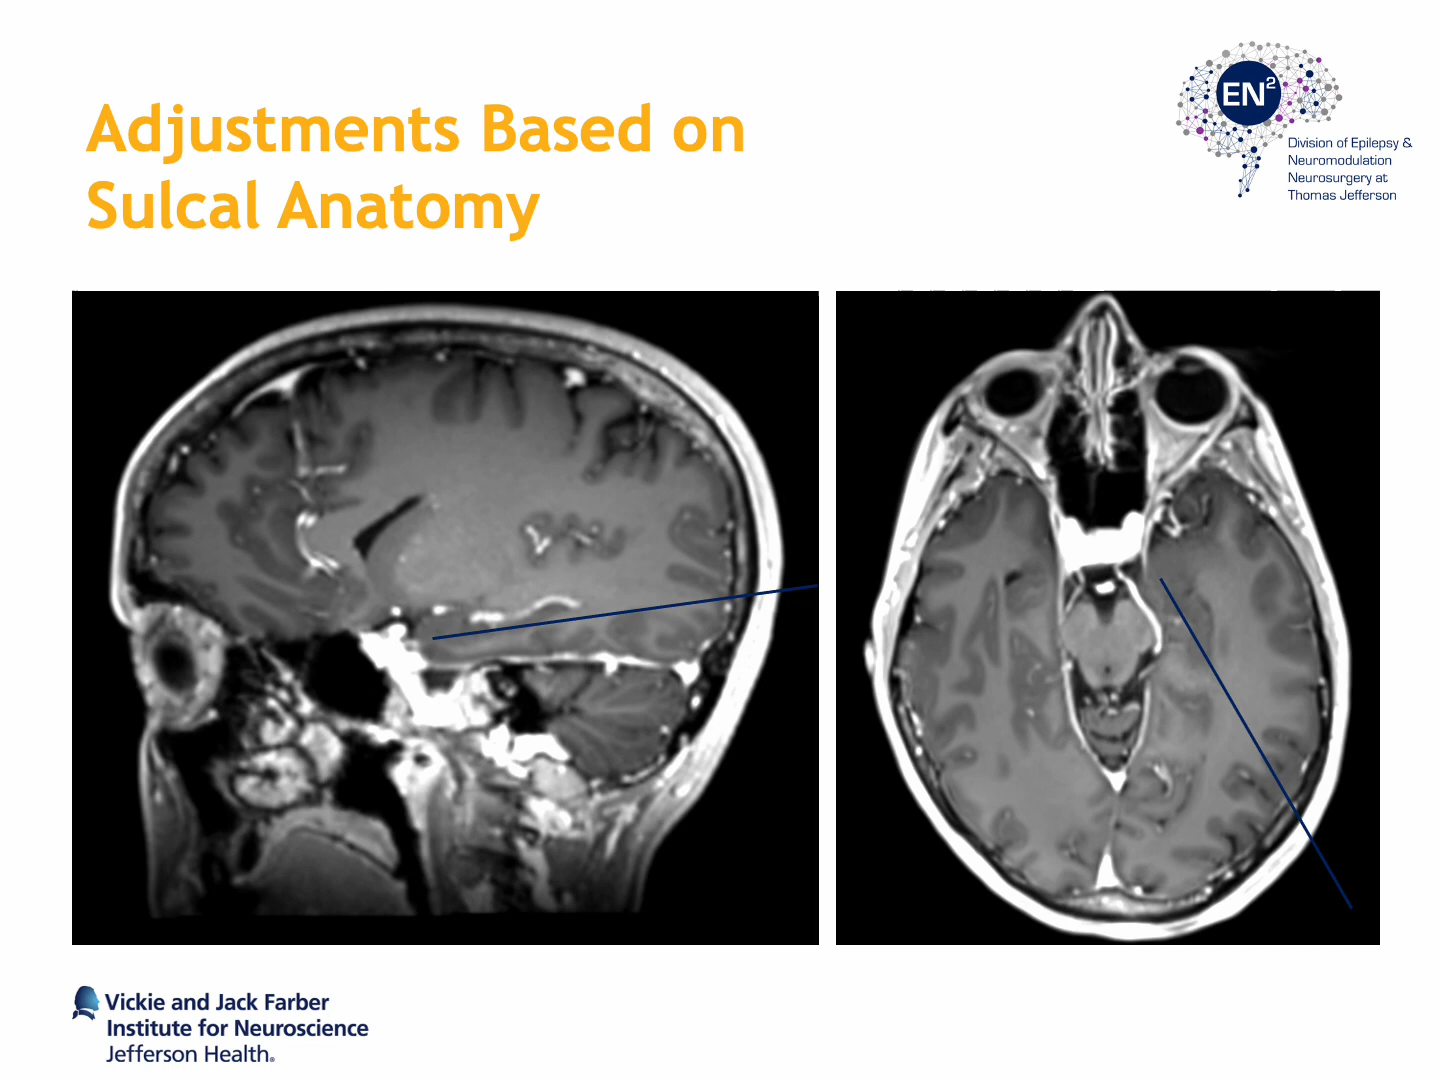 Adjustments Based on
Sulcal Anatomy
EN²
Division of Epilepsy &
Neuromodulation
Neurosurgery at
Thomas Jefferson
Vickie and Jack Farber
Institute for Neuroscience
Jefferson Health®